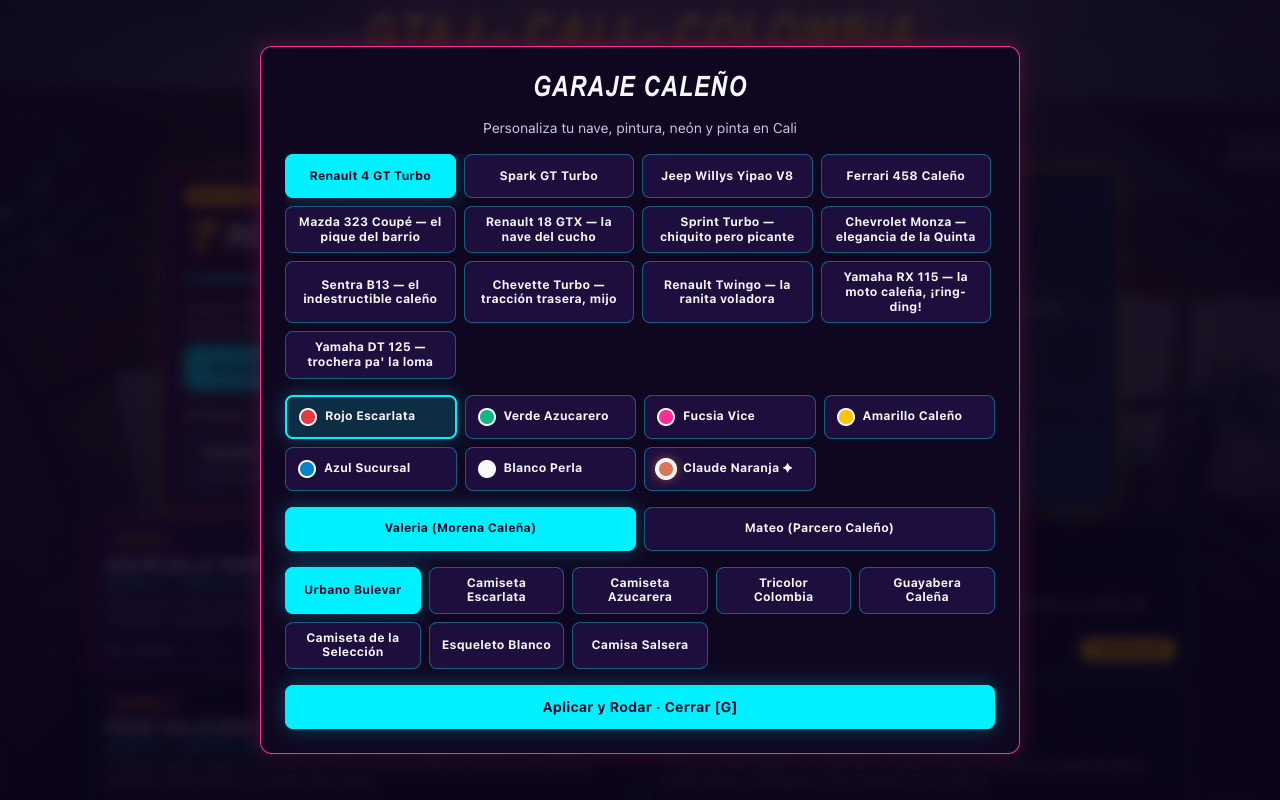 GTA 
GARAJE CALEÑO
Personaliza tu nave, pintura, neón y pinta en Cali
Renault 4 GT Turbo
Spark GT Turbo
Jeep Willys Yipao V8
Ferrari 458 Caleño
Mazda 323 Coupé — el
pique del barrio
Renault 18 GTX — la
nave del cucho
Sprint Turbo —
chiquito pero picante
Chevrolet Monza —
elegancia de la Quinta
Sentra B13 — el
indestructible caleño
Chevette Turbo —
tracción trasera, mijo
Renault Twingo — la
ranita voladora
Yamaha RX 115 — la
moto caleña, ¡ring-
ding!
Yamaha DT 125 —
trochera pa' la loma
Rojo Escarlata
Verde Azucarero
Fucsia Vice
Amarillo Caleño
Azul Sucursal
Blanco Perla
Claude Naranja ✦
Valeria (Morena Caleña)
Mateo (Parcero Caleño)
Urbano Bulevar
Camiseta
Escarlata
Camiseta
Azucarera
Tricolor
Colombia
Guayabera
Caleña
Camiseta de la
Selección
Esqueleto Blanco
Camisa Salsera
Aplicar y Rodar · Cerrar [G]